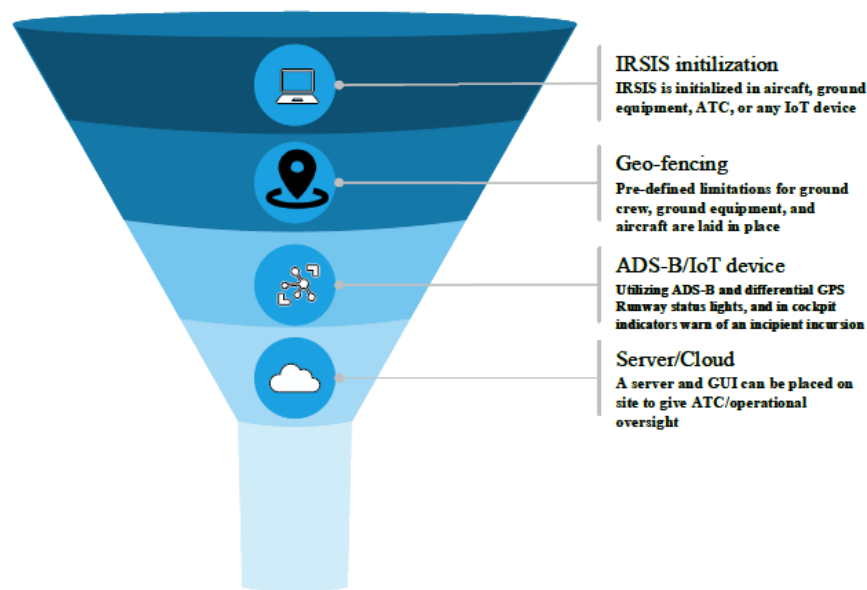 IRSIS initilization
IRSIS is initialized in aircaft, ground
equipment, ATC, or any IoT device
Geo-fencing
Pre-defined limitations for ground
crew, ground equipment, and
aircraft are laid in place
ADS-B/IoT device
Utilizing ADS-B and differential GPS
Runway status lights, and in cockpit
indicators warn of an incipient incursion
Server/Cloud
A server and GUI can be placed on
site to give ATC/operational
oversight